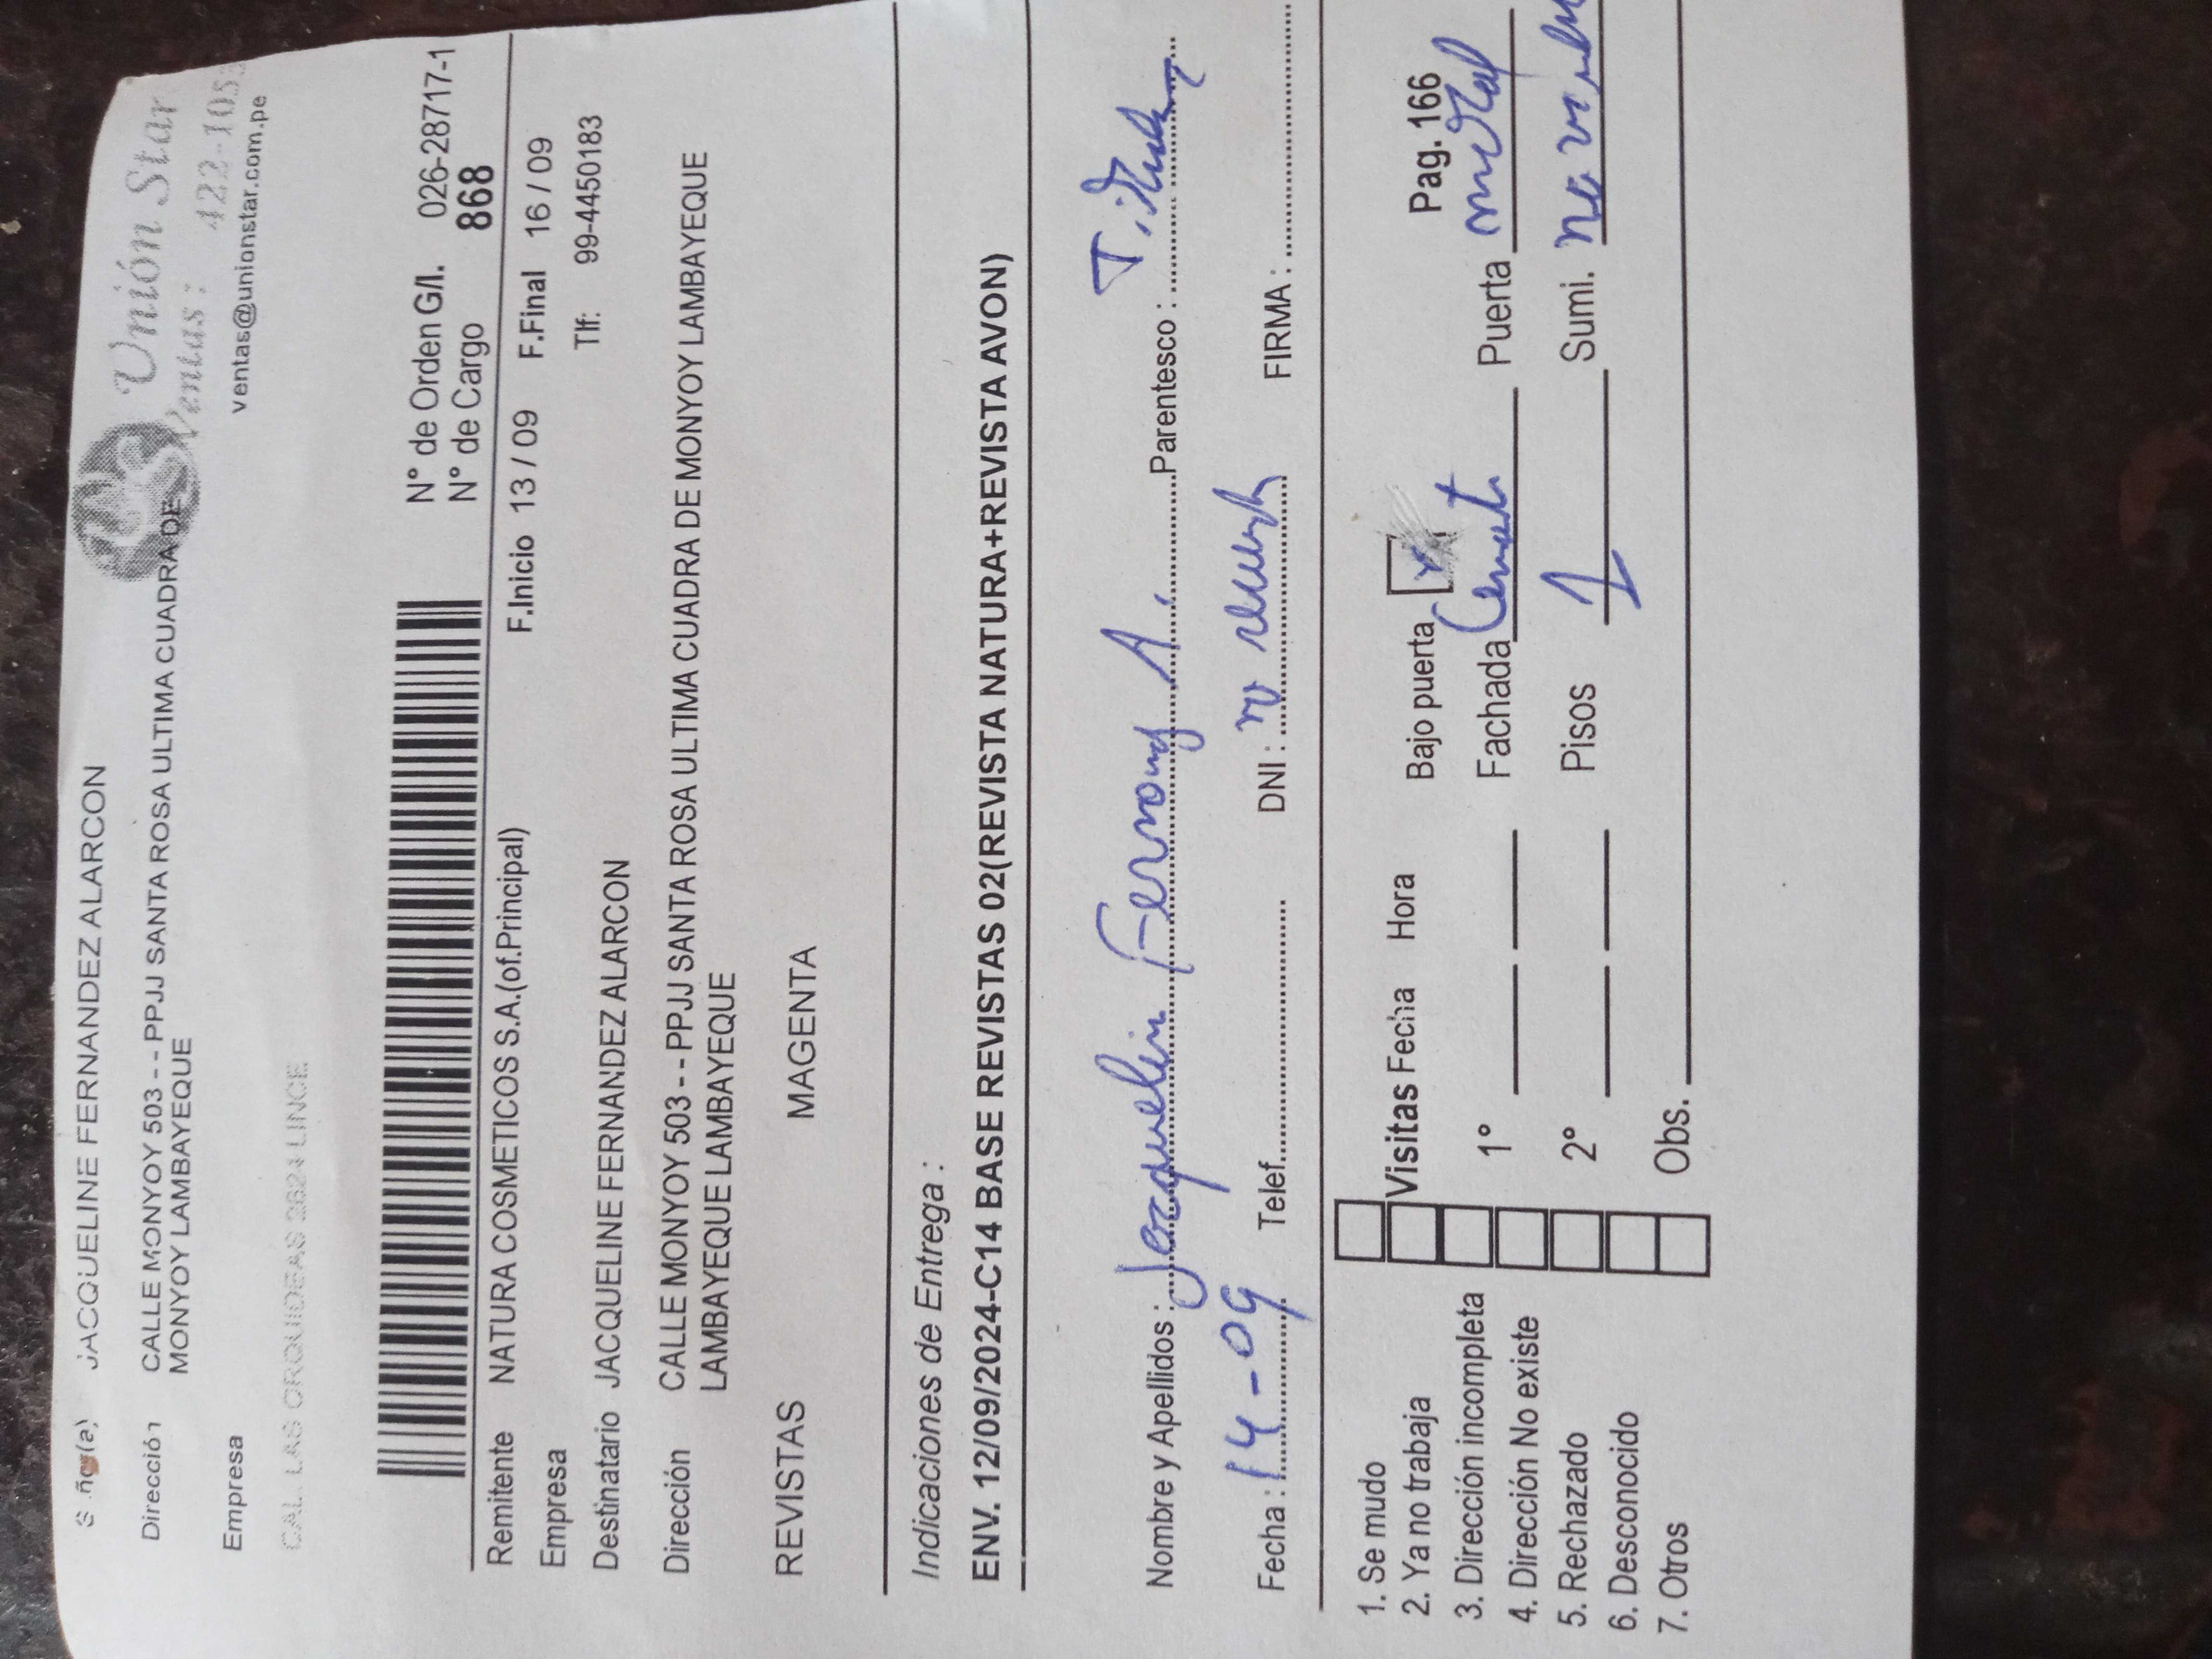 Unión Star
Ventas: 422-105
ventas@unionstar.com.pe
JACQUELINE FERNANDEZ ALARCON
Dirección CALLE MONYOY 503 - - PPJJ SANTA ROSA ULTIMA CUADRA DE
MONYOY LAMBAYEQUE
Empresa
CAL. LAS ORQUIDEAS 2624 LINCE
N° de Orden G/I. 026-28717-1
N° de Cargo 868
Remitente NATURA COSMETICOS S.A.(of.Principal) F.Inicio 13 / 09 F.Final 16 / 09
Empresa Tlf: 99-4450183
Destinatario JACQUELINE FERNANDEZ ALARCON
Dirección CALLE MONYOY 503 - - PPJJ SANTA ROSA ULTIMA CUADRA DE MONYOY LAMBAYEQUE
LAMBAYEQUE LAMBAYEQUE
REVISTAS MAGENTA
Indicaciones de Entrega :
ENV. 12/09/2024-C14 BASE REVISTAS 02(REVISTA NATURA+REVISTA AVON)
Nombre y Apellidos : Jacquelin A. Parentesco :
Fecha : 14-09 Telef. DNI : FIRMA :
1. Se mudo
2. Ya no trabaja
3. Dirección incompleta
4. Dirección No existe
5. Rechazado
6. Desconocido
7. Otros
Visitas Fecha Hora Bajo puerta Pag. 166
1° Fachada Puerta
2° Pisos 1 Sumi.
Obs.